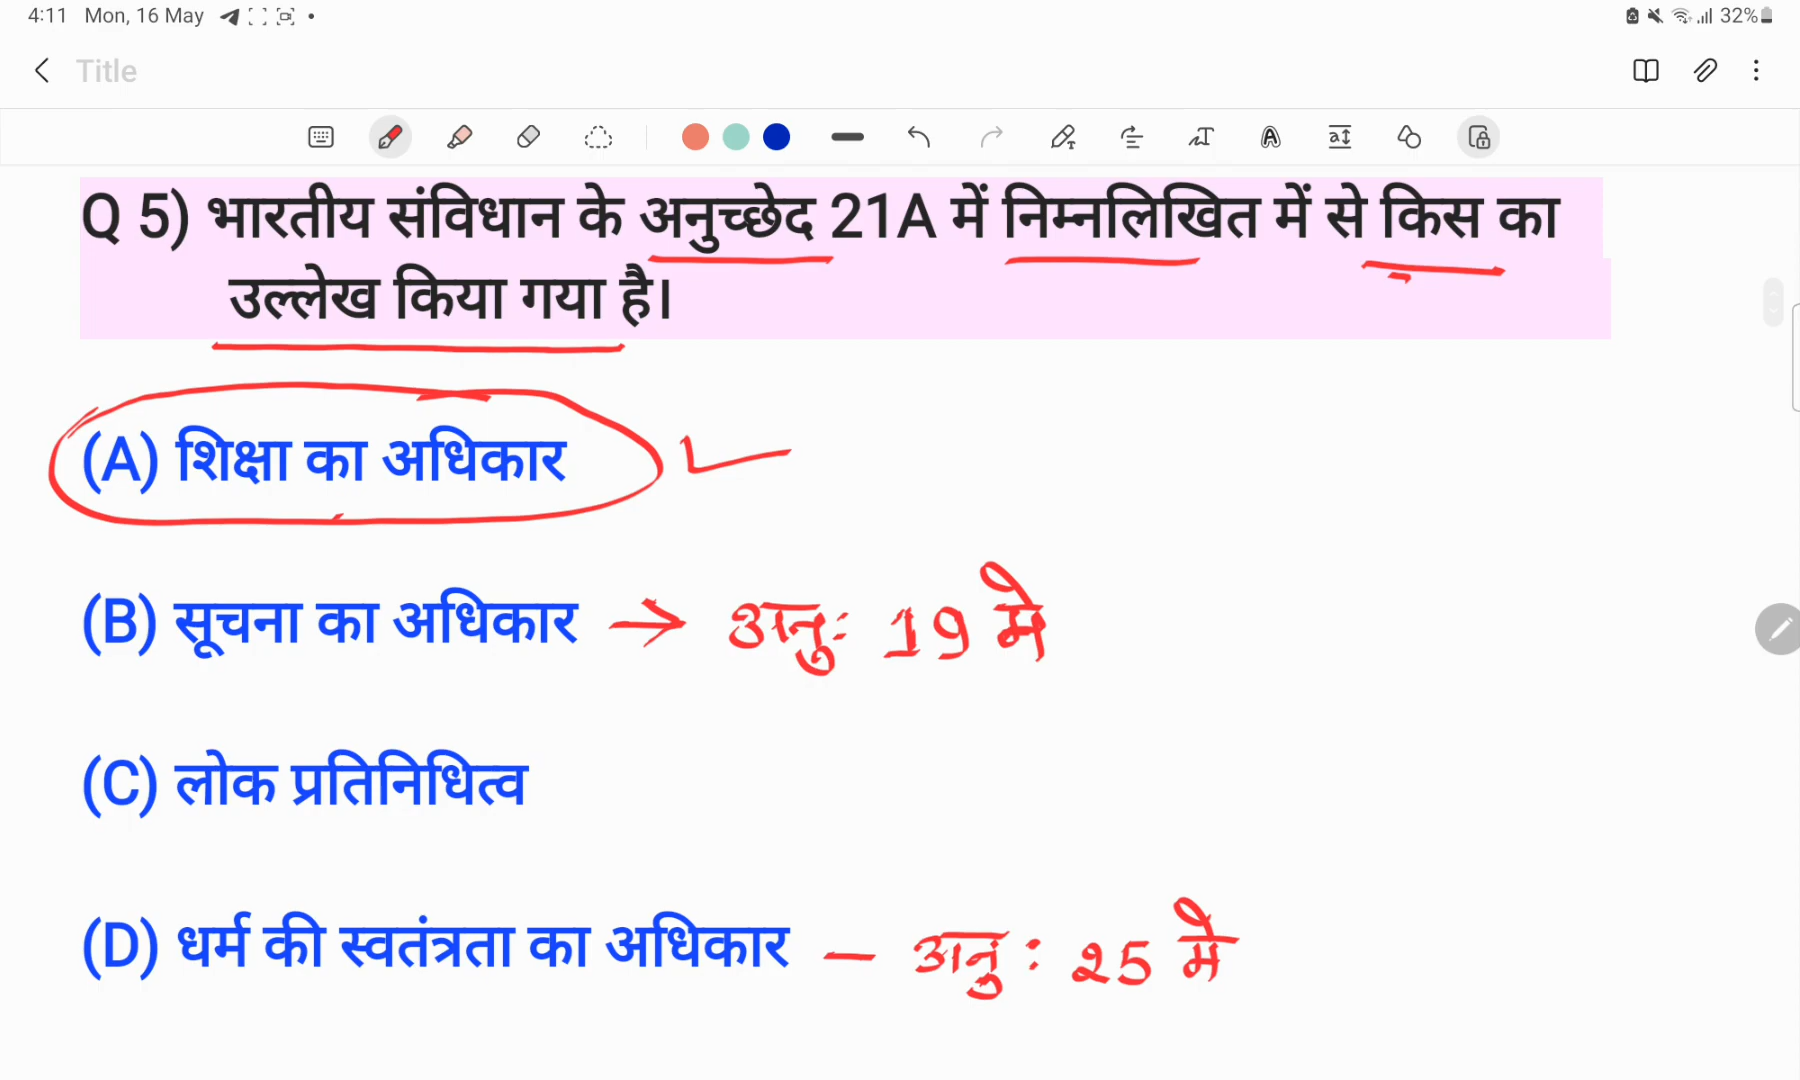 4:11 Mon, 16 May 32%
Title
Q 5) भारतीय संविधान के अनुच्छेद 21A में निम्नलिखित में से किस का
उल्लेख किया गया है।
(A) शिक्षा का अधिकार
(B) सूचना का अधिकार → अनुः 19 मे
(C) लोक प्रतिनिधित्व
(D) धर्म की स्वतंत्रता का अधिकार — अनु : 25 मे